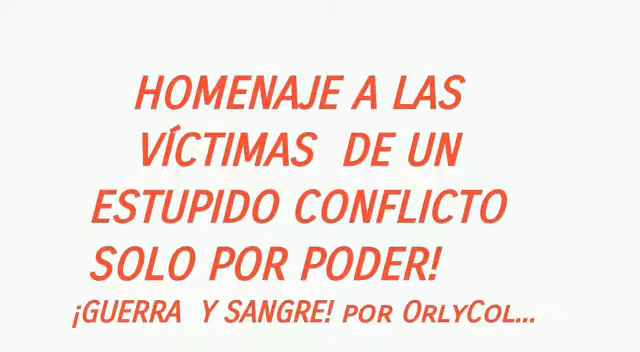 HOMENAJE A LAS
VÍCTIMAS DE UN
ESTUPIDO CONFLICTO
SOLO POR PODER!
¡GUERRA Y SANGRE! POR ORLYCOL...